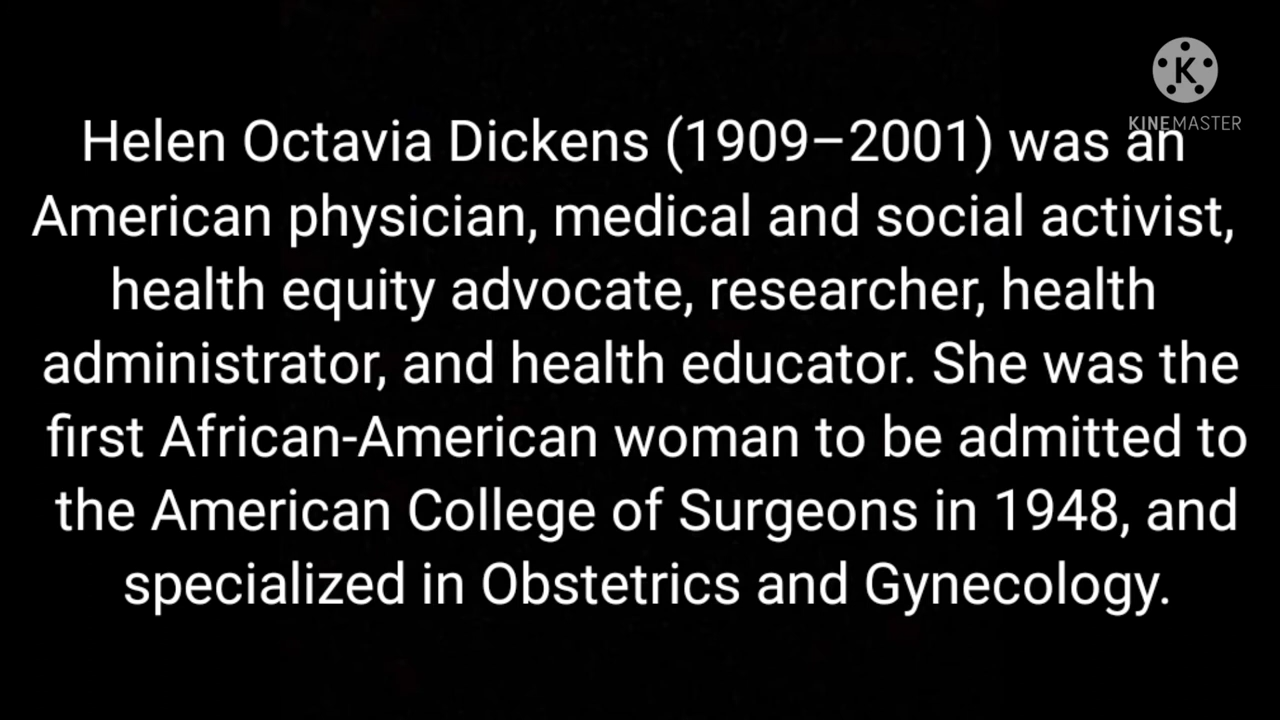 KINEMASTER
Helen Octavia Dickens (1909–2001) was an
American physician, medical and social activist,
health equity advocate, researcher, health
administrator, and health educator. She was the
first African-American woman to be admitted to
the American College of Surgeons in 1948, and
specialized in Obstetrics and Gynecology.